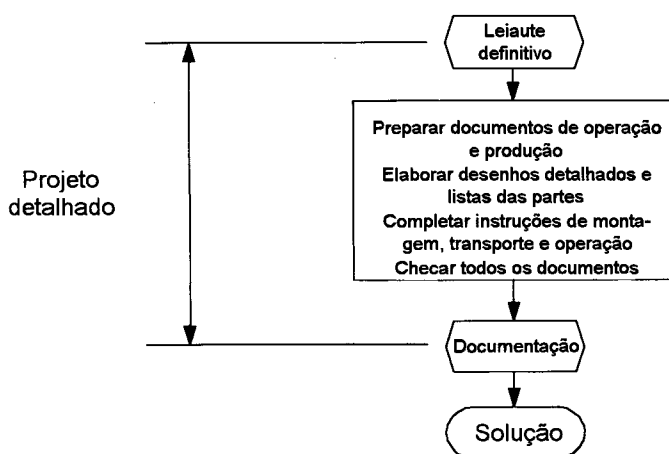 Leiaute
definitivo
Preparar documentos de operação
e produção
Elaborar desenhos detalhados e
listas das partes
Completar instruções de monta-
gem, transporte e operação
Checar todos os documentos
Projeto
detalhado
Documentação
Solução